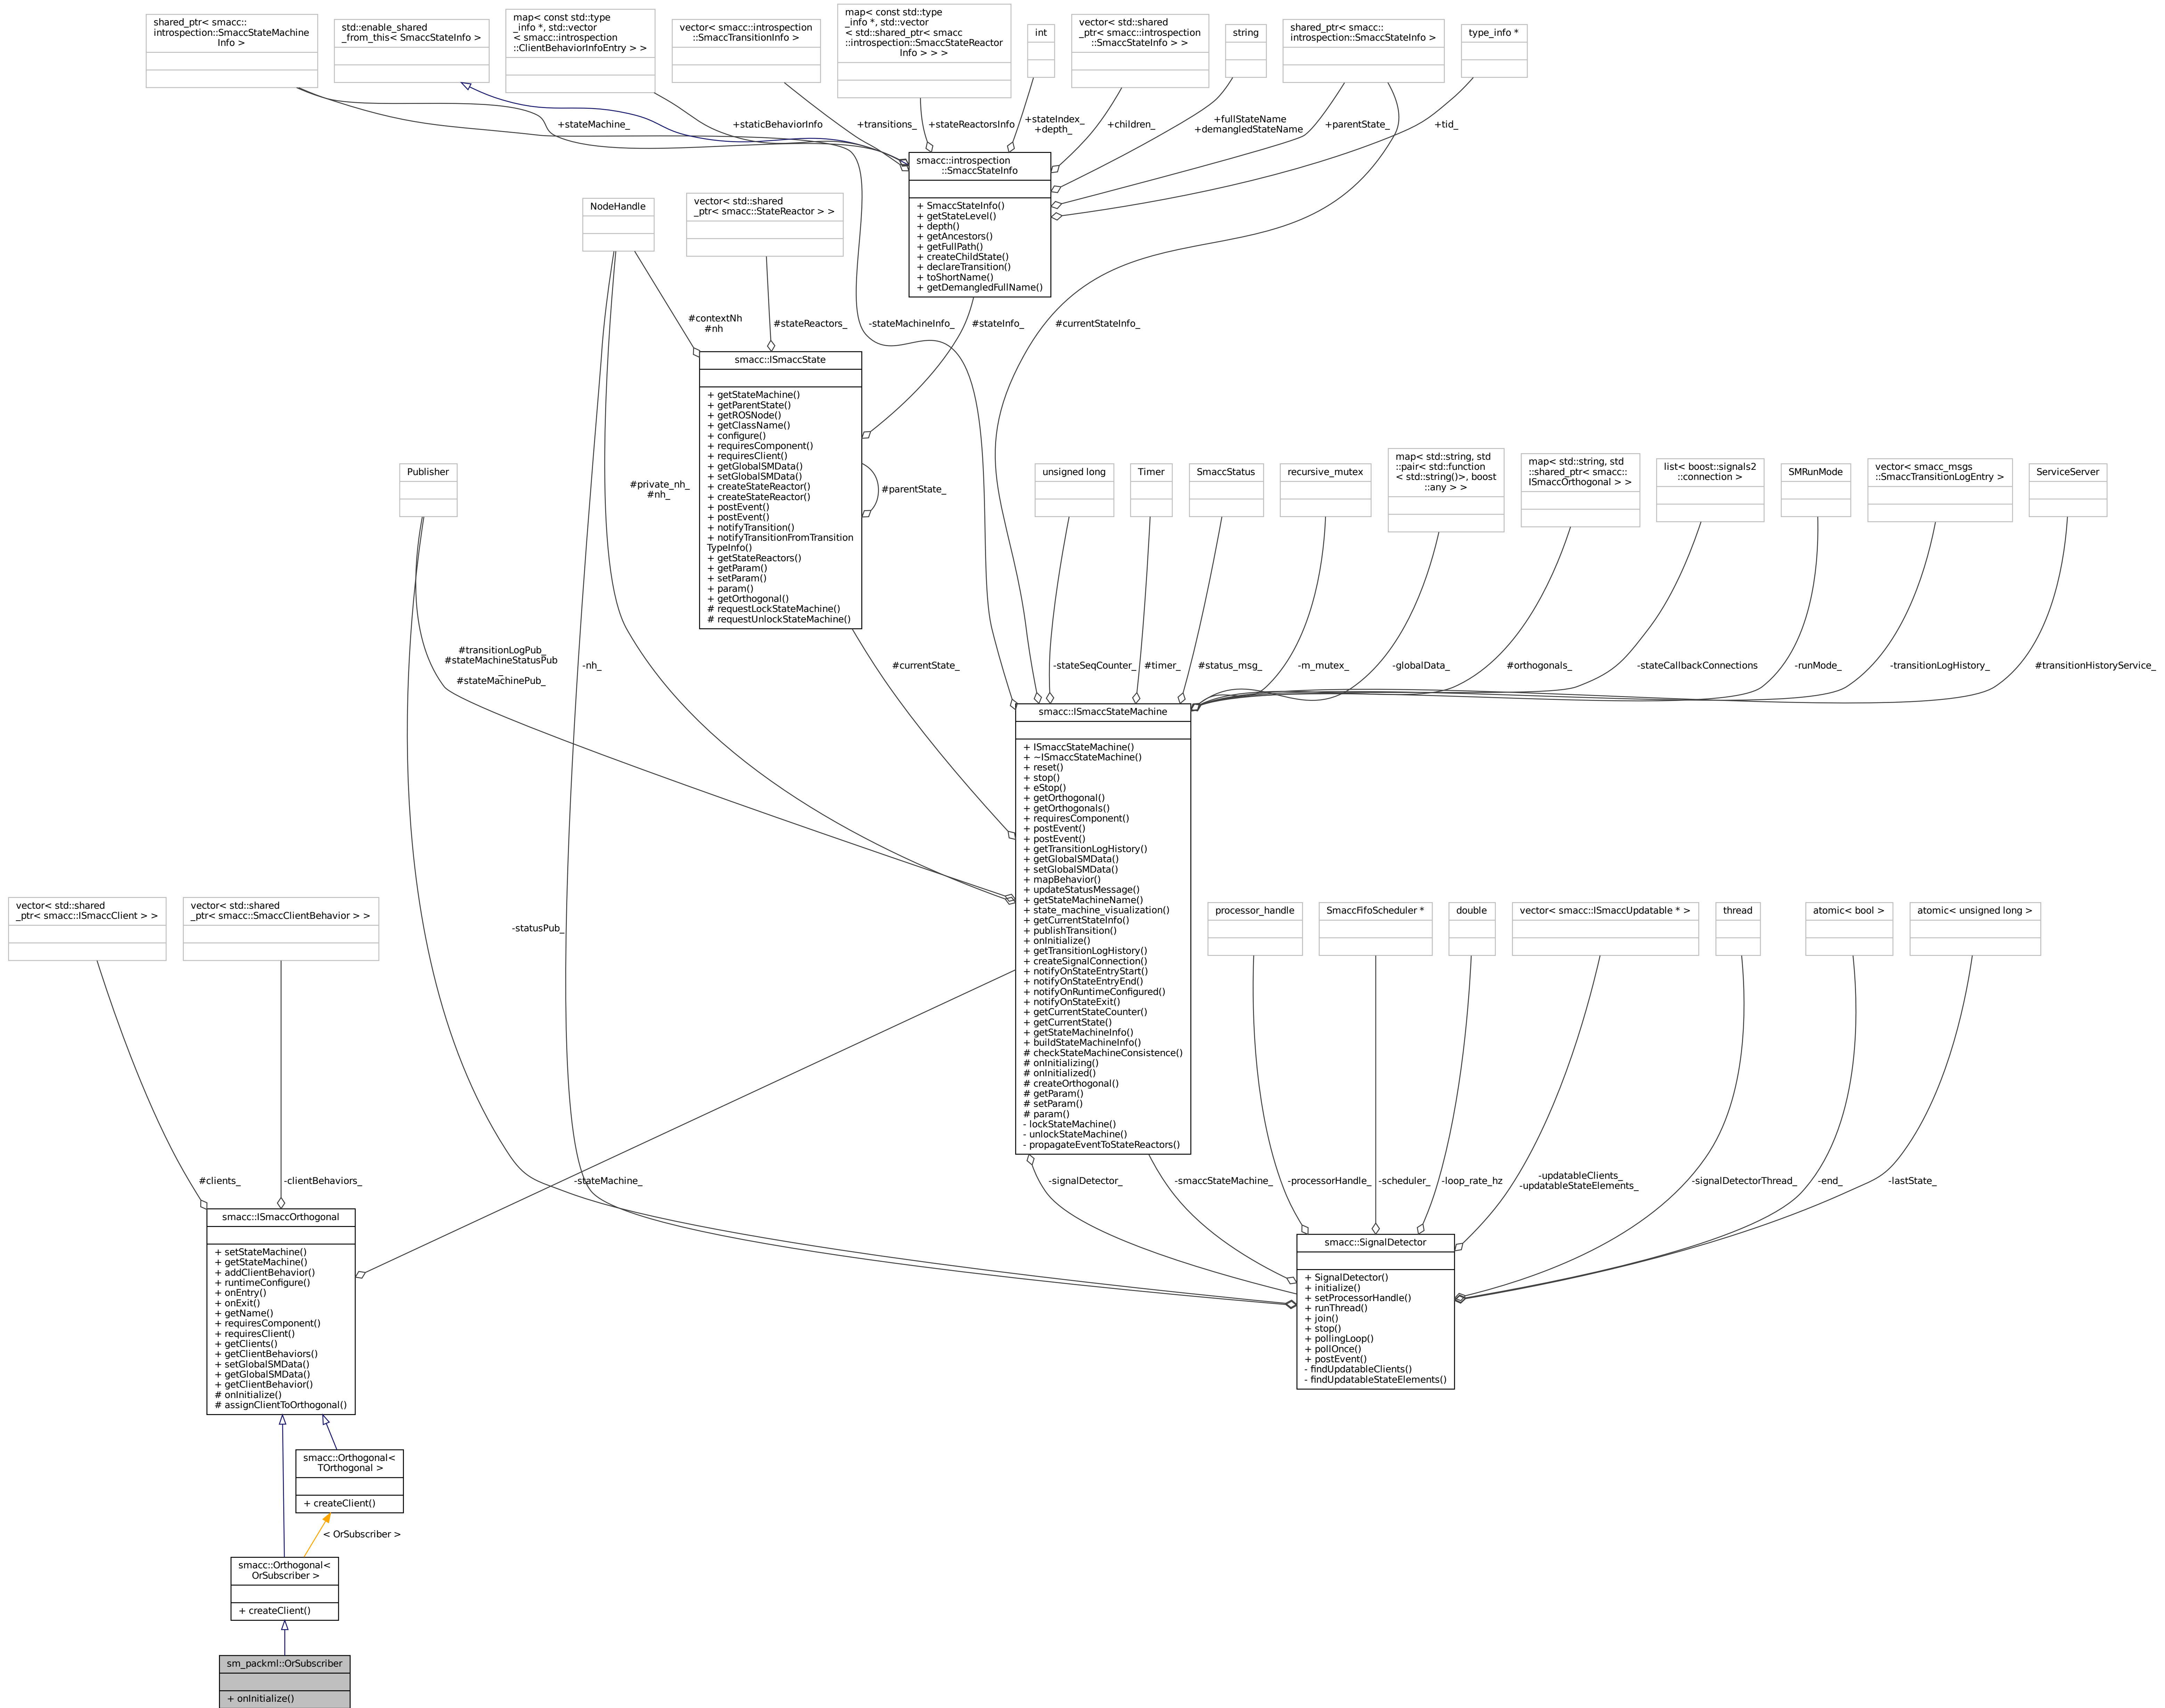 shared_ptr< smacc::
introspection::SmaccStateMachine
Info >
std::enable_shared
_from_this< SmaccStateInfo >
map< const std::type
_info *, std::vector
< smacc::introspection
::ClientBehaviorInfoEntry > >
vector< smacc::introspection
::SmaccTransitionInfo >
map< const std::type
_info *, std::vector
< std::shared_ptr< smacc
::introspection::SmaccStateReactor
Info > > >
int
vector< std::shared
_ptr< smacc::introspection
::SmaccStateInfo > >
string
shared_ptr< smacc::
introspection::SmaccStateInfo >
type_info *
+stateMachine_
+staticBehaviorInfo
+transitions_
+stateReactorsInfo
+stateIndex_
+depth_
+children_
+fullStateName
+demangledStateName
+parentState_
+tid_
smacc::introspection
::SmaccStateInfo
+ SmaccStateInfo()
+ getStateLevel()
+ depth()
+ getAncestors()
+ getFullPath()
+ createChildState()
+ declareTransition()
+ toShortName()
+ getDemangledFullName()
NodeHandle
vector< std::shared
_ptr< smacc::StateReactor > >
#contextNh
#nh
#stateReactors_
-stateMachineInfo_
#stateInfo_
#currentStateInfo_
smacc::ISmaccState
+ getStateMachine()
+ getParentState()
+ getROSNode()
+ getClassName()
+ configure()
+ requiresComponent()
+ requiresClient()
+ getGlobalSMData()
+ setGlobalSMData()
+ createStateReactor()
+ createStateReactor()
+ postEvent()
+ postEvent()
+ notifyTransition()
+ notifyTransitionFromTransition
TypeInfo()
+ getStateReactors()
+ getParam()
+ setParam()
+ param()
+ getOrthogonal()
# requestLockStateMachine()
# requestUnlockStateMachine()
#parentState_
Publisher
#private_nh_
#nh_
unsigned long
Timer
SmaccStatus
recursive_mutex
map< std::string, std
::pair< std::function
< std::string()>, boost
::any > >
map< std::string, std
::shared_ptr< smacc::
ISmaccOrthogonal > >
list< boost::signals2
::connection >
SMRunMode
vector< smacc_msgs
::SmaccTransitionLogEntry >
ServiceServer
#transitionLogPub_
#stateMachineStatusPub
_
#stateMachinePub_
-nh_
#currentState_
-stateSeqCounter_
#timer_
#status_msg_
-m_mutex_
-globalData_
#orthogonals_
-stateCallbackConnections
-runMode_
-transitionLogHistory_
#transitionHistoryService_
smacc::ISmaccStateMachine
+ ISmaccStateMachine()
+ ~ISmaccStateMachine()
+ reset()
+ stop()
+ eStop()
+ getOrthogonal()
+ getOrthogonals()
+ requiresComponent()
+ postEvent()
+ postEvent()
+ getTransitionLogHistory()
+ getGlobalSMData()
+ setGlobalSMData()
+ mapBehavior()
+ updateStatusMessage()
+ getStateMachineName()
+ state_machine_visualization()
+ getCurrentStateInfo()
+ publishTransition()
+ onInitialize()
+ getTransitionLogHistory()
+ createSignalConnection()
+ notifyOnStateEntryStart()
+ notifyOnStateEntryEnd()
+ notifyOnRuntimeConfigured()
+ notifyOnStateExit()
+ getCurrentStateCounter()
+ getCurrentState()
+ getStateMachineInfo()
+ buildStateMachineInfo()
# checkStateMachineConsistence()
# onInitializing()
# onInitialized()
# createOrthogonal()
# getParam()
# setParam()
# param()
- lockStateMachine()
- unlockStateMachine()
- propagateEventToStateReactors()
vector< std::shared
_ptr< smacc::ISmaccClient > >
vector< std::shared
_ptr< smacc::SmaccClientBehavior > >
-statusPub_
processor_handle
SmaccFifoScheduler *
double
vector< smacc::ISmaccUpdatable * >
thread
atomic< bool >
atomic< unsigned long >
#clients_
-clientBehaviors_
-stateMachine_
-signalDetector_
-smaccStateMachine_
-processorHandle_
-scheduler_
-loop_rate_hz
-updatableClients_
-updatableStateElements_
-signalDetectorThread_
-end_
-lastState_
smacc::ISmaccOrthogonal
+ setStateMachine()
+ getStateMachine()
+ addClientBehavior()
+ runtimeConfigure()
+ onEntry()
+ onExit()
+ getName()
+ requiresComponent()
+ requiresClient()
+ getClients()
+ getClientBehaviors()
+ setGlobalSMData()
+ getGlobalSMData()
+ getClientBehavior()
# onInitialize()
# assignClientToOrthogonal()
smacc::SignalDetector
+ SignalDetector()
+ initialize()
+ setProcessorHandle()
+ runThread()
+ join()
+ stop()
+ pollingLoop()
+ pollOnce()
+ postEvent()
- findUpdatableClients()
- findUpdatableStateElements()
smacc::Orthogonal<
TOrthogonal >
+ createClient()
< OrSubscriber >
smacc::Orthogonal<
OrSubscriber >
+ createClient()
sm_packml::OrSubscriber
+ onInitialize()